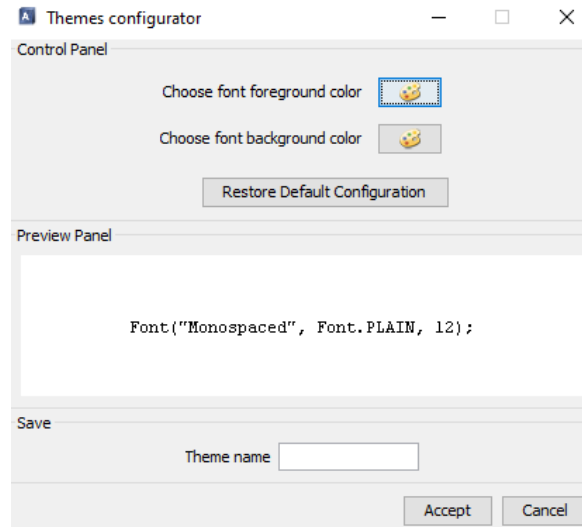 Themes configurator
Control Panel
Choose font foreground color
Choose font background color
Restore Default Configuration
Preview Panel
Font("Monospaced", Font.PLAIN, 12);
Save
Theme name
Accept Cancel